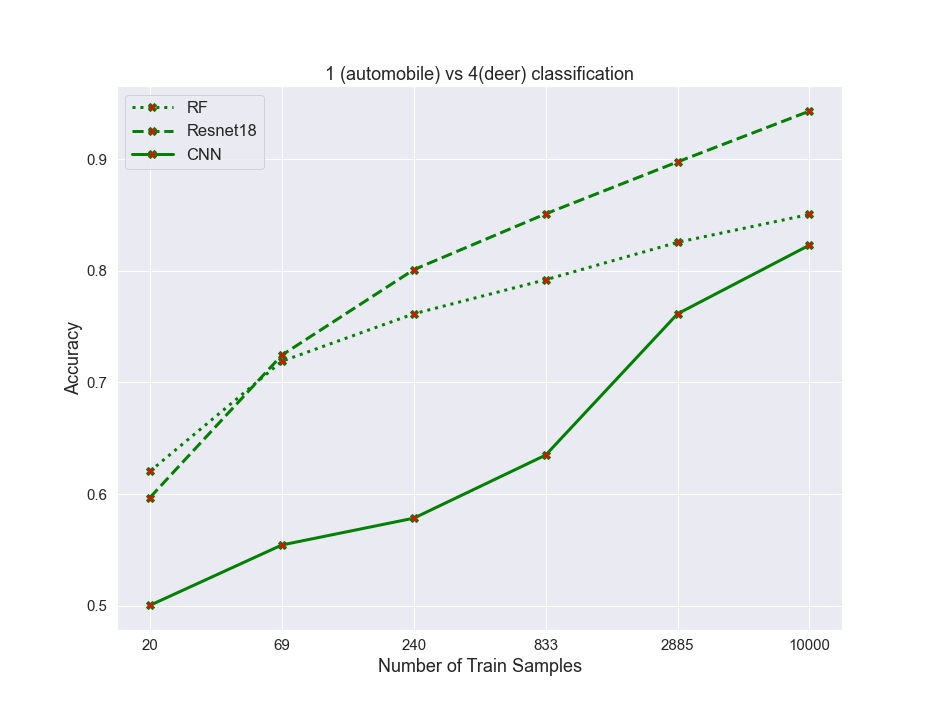 1 (automobile) vs 4(deer) classification
RF
Resnet18
CNN
0.9
0.8
0.7
0.6
0.5
Accuracy
20 69 240 833 2885 10000
Number of Train Samples